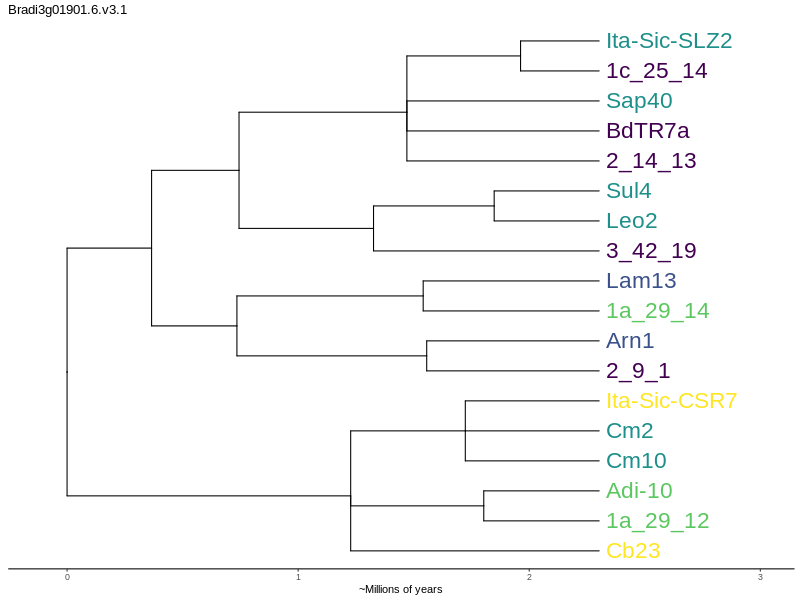 Bradi3g01901.6.v3.1
Ita-Sic-SLZ2
1c_25_14
Sap40
BdTR7a
2_14_13
Sul4
Leo2
3_42_19
Lam13
1a_29_14
Arn1
2_9_1
Ita-Sic-CSR7
Cm2
Cm10
Adi-10
1a_29_12
Cb23
0 1 2 3
~Millions of years